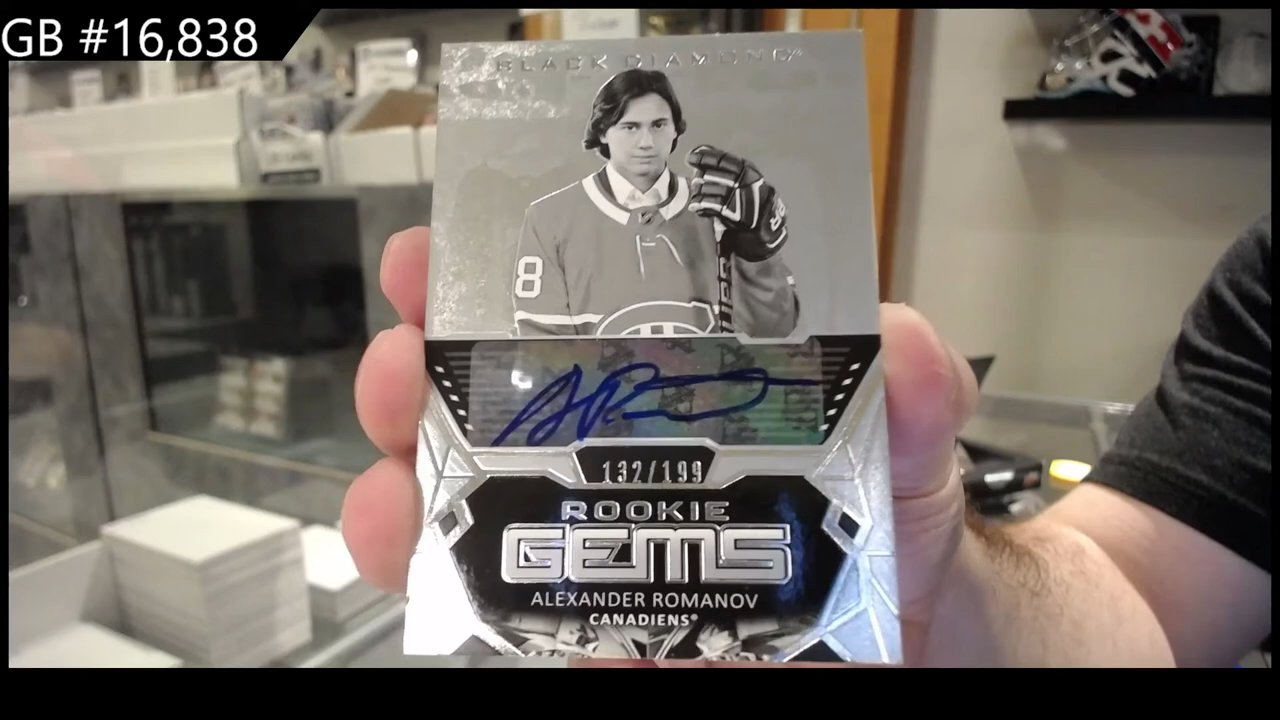 GB #16,838
BLACK DIAMOND
8
132/199
ROOKIE
GEMS
ALEXANDER ROMANOV
CANADIENS®